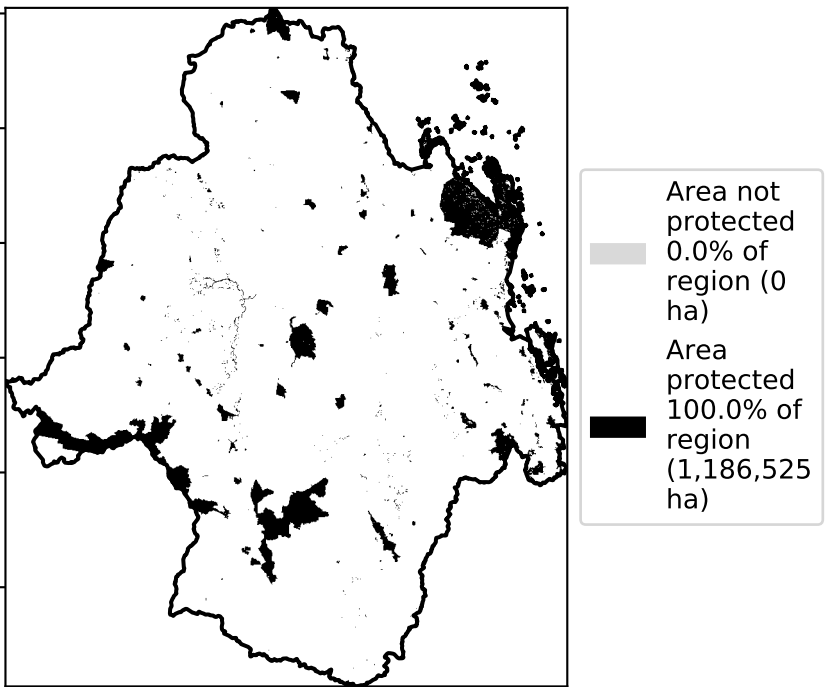 Area not
protected
0.0% of
region (0
ha)
Area
protected
100.0% of
region
(1,186,525
ha)